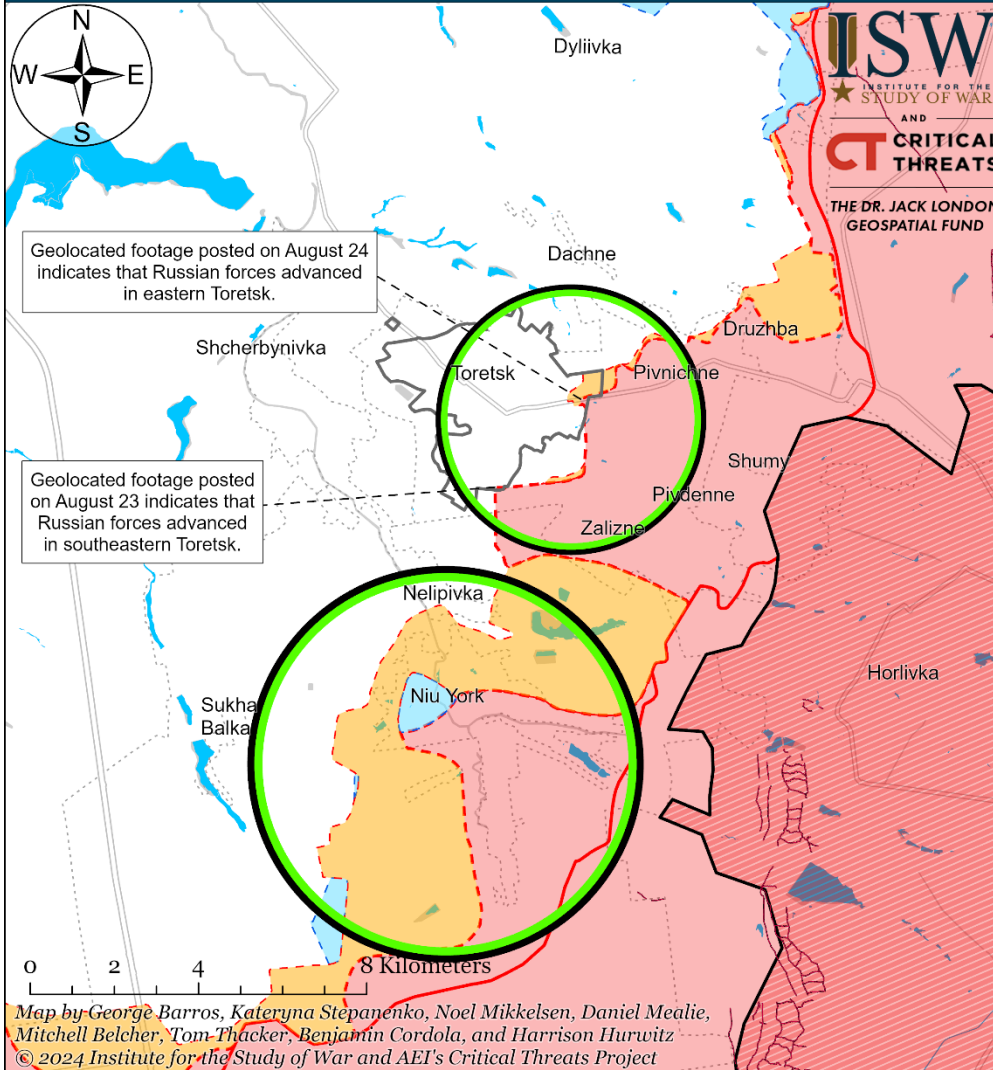 N
W E
S
Dyliivka
ISW
INSTITUTE FOR THE
STUDY OF WAR
AND
CT CRITICAL
THREATS
THE DR. JACK LONDON
GEOSPATIAL FUND
Geolocated footage posted on August 24
indicates that Russian forces advanced
in eastern Toretsk.
Dachne
Druzhba
Shcherbynivka
Toretsk
Pivnichne
Shumy
Geolocated footage posted
on August 23 indicates that
Russian forces advanced
in southeastern Toretsk.
Pivdenne
Zalizne
Nelipivka
Horlivka
Niu York
Sukha
Balka
0 2 4 8 Kilometers
Map by George Barros, Kateryna Stepanenko, Noel Mikkelsen, Daniel Mealie,
Mitchell Belcher, Tom Thacker, Benjamin Cordola, and Harrison Hurwitz
© 2024 Institute for the Study of War and AEI's Critical Threats Project